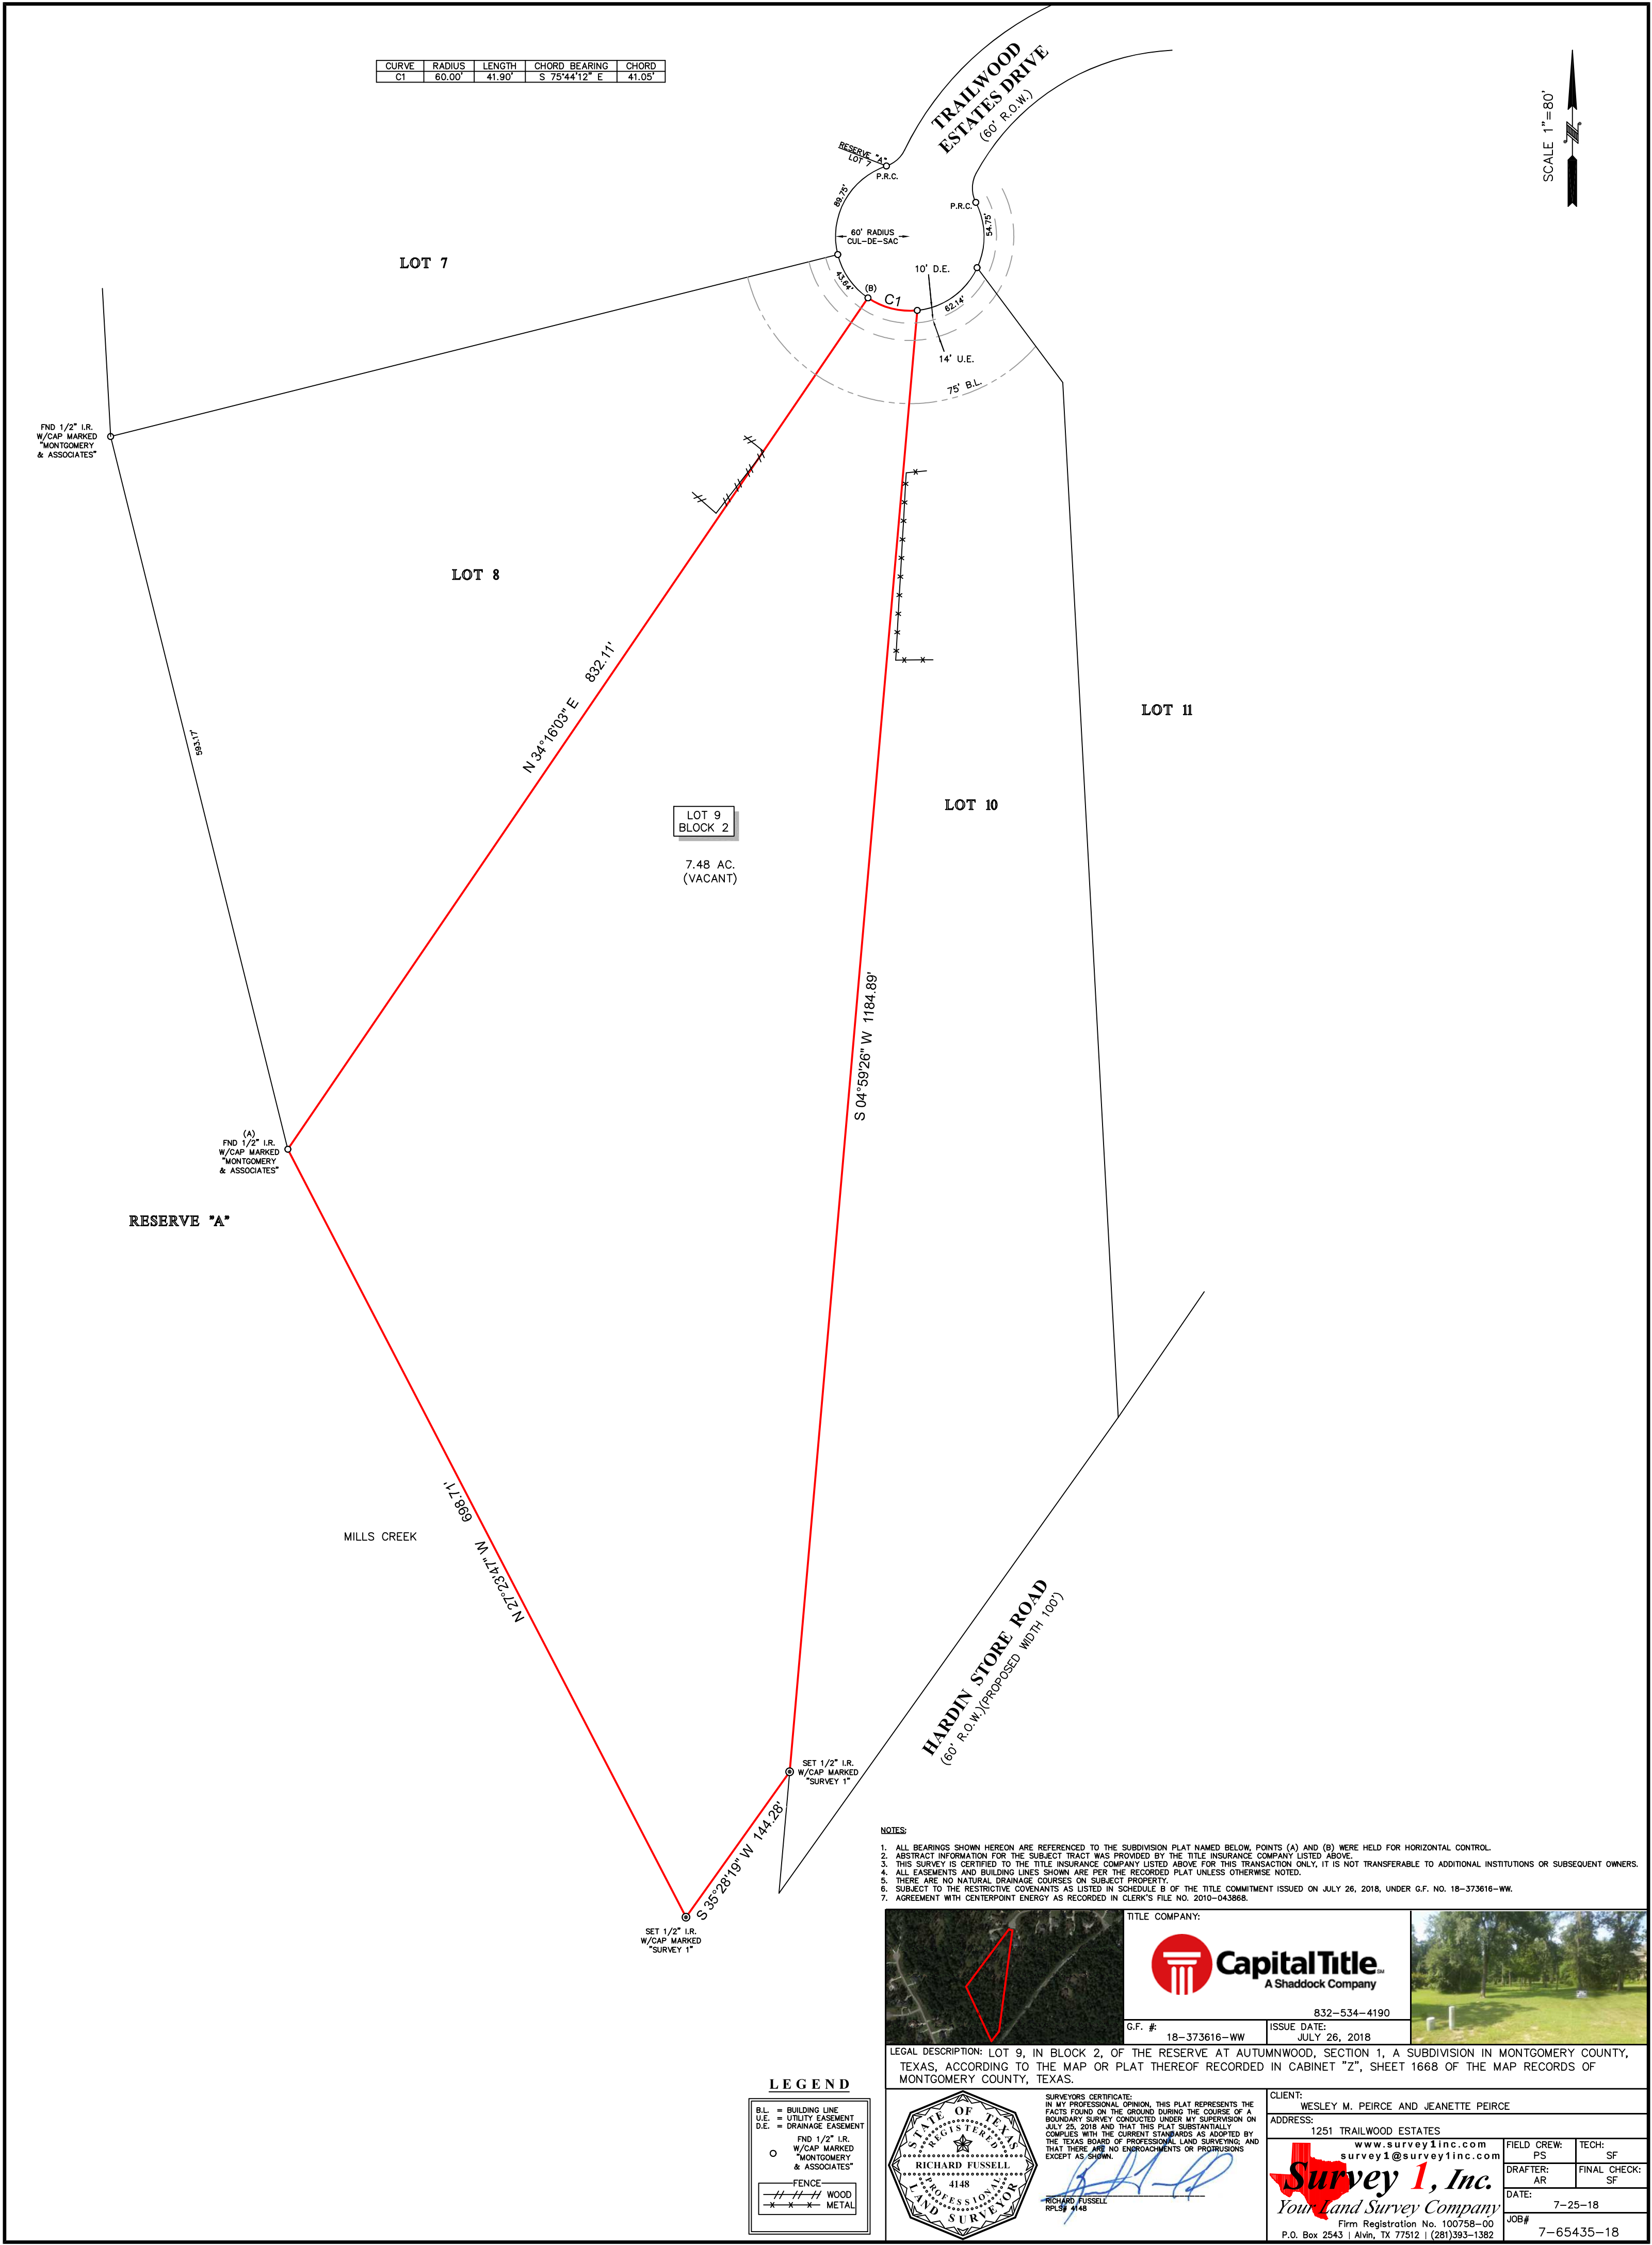 CURVE RADIUS LENGTH CHORD BEARING CHORD
C1 60.00' 41.90' S 75°44'12" E 41.05'
TRAILWOOD
ESTATES DRIVE
(60' R.O.W.)
SCALE 1"=80'
N
RESERVE "A"
LOT 7
P.R.C.
89.75'
P.R.C.
54.75'
60' RADIUS
CUL-DE-SAC
LOT 7
10' D.E.
43.64'
(B)
C1
62.14'
14' U.E.
75' B.L.
FND 1/2" I.R.
W/CAP MARKED
"MONTGOMERY
& ASSOCIATES"
LOT 8
N 34°16'03" E 832.11'
593.17'
LOT 11
LOT 10
LOT 9
BLOCK 2
7.48 AC.
(VACANT)
S 04°59'26" W 1184.89'
(A)
FND 1/2" I.R.
W/CAP MARKED
"MONTGOMERY
& ASSOCIATES"
RESERVE "A"
N 27°23'47" W 698.71'
MILLS CREEK
HARDIN STORE ROAD
(60' R.O.W.)(PROPOSED WIDTH 100')
SET 1/2" I.R.
W/CAP MARKED
"SURVEY 1"
S 35°28'19" W 144.28'
SET 1/2" I.R.
W/CAP MARKED
"SURVEY 1"
NOTES:
1. ALL BEARINGS SHOWN HEREON ARE REFERENCED TO THE SUBDIVISION PLAT NAMED BELOW, POINTS (A) AND (B) WERE HELD FOR HORIZONTAL CONTROL.
2. ABSTRACT INFORMATION FOR THE SUBJECT TRACT WAS PROVIDED BY THE TITLE INSURANCE COMPANY LISTED ABOVE.
3. THIS SURVEY IS CERTIFIED TO THE TITLE INSURANCE COMPANY LISTED ABOVE FOR THIS TRANSACTION ONLY, IT IS NOT TRANSFERABLE TO ADDITIONAL INSTITUTIONS OR SUBSEQUENT OWNERS.
4. ALL EASEMENTS AND BUILDING LINES SHOWN ARE PER THE RECORDED PLAT UNLESS OTHERWISE NOTED.
5. THERE ARE NO NATURAL DRAINAGE COURSES ON SUBJECT PROPERTY.
6. SUBJECT TO THE RESTRICTIVE COVENANTS AS LISTED IN SCHEDULE B OF THE TITLE COMMITMENT ISSUED ON JULY 26, 2018, UNDER G.F. NO. 18-373616-WW.
7. AGREEMENT WITH CENTERPOINT ENERGY AS RECORDED IN CLERK'S FILE NO. 2010-043868.
TITLE COMPANY:
CapitalTitle SM
A Shaddock Company
832-534-4190
G.F. #:
18-373616-WW
ISSUE DATE:
JULY 26, 2018
LEGAL DESCRIPTION: LOT 9, IN BLOCK 2, OF THE RESERVE AT AUTUMNWOOD, SECTION 1, A SUBDIVISION IN MONTGOMERY COUNTY,
TEXAS, ACCORDING TO THE MAP OR PLAT THEREOF RECORDED IN CABINET "Z", SHEET 1668 OF THE MAP RECORDS OF
MONTGOMERY COUNTY, TEXAS.
LEGEND
B.L. = BUILDING LINE
U.E. = UTILITY EASEMENT
D.E. = DRAINAGE EASEMENT
FND 1/2" I.R.
W/CAP MARKED
"MONTGOMERY
& ASSOCIATES"
FENCE
WOOD
METAL
STATE OF TEXAS
REGISTERED
RICHARD FUSSELL
4148
PROFESSIONAL
LAND SURVEYOR
SURVEYORS CERTIFICATE:
IN MY PROFESSIONAL OPINION, THIS PLAT REPRESENTS THE
FACTS FOUND ON THE GROUND DURING THE COURSE OF A
BOUNDARY SURVEY CONDUCTED UNDER MY SUPERVISION ON
JULY 25, 2018 AND THAT THIS PLAT SUBSTANTIALLY
COMPLIES WITH THE CURRENT STANDARDS AS ADOPTED BY
THE TEXAS BOARD OF PROFESSIONAL LAND SURVEYING; AND
THAT THERE ARE NO ENCROACHMENTS OR PROTRUSIONS
EXCEPT AS SHOWN.
RICHARD FUSSELL
RPLS# 4148
CLIENT:
WESLEY M. PEIRCE AND JEANETTE PEIRCE
ADDRESS:
1251 TRAILWOOD ESTATES
www.survey1inc.com
survey1@survey1inc.com
Survey 1, Inc.
Your Land Survey Company
Firm Registration No. 100758-00
P.O. Box 2543 | Alvin, TX 77512 | (281)393-1382
FIELD CREW:
PS
TECH:
SF
DRAFTER:
AR
FINAL CHECK:
SF
DATE:
7-25-18
JOB#
7-65435-18